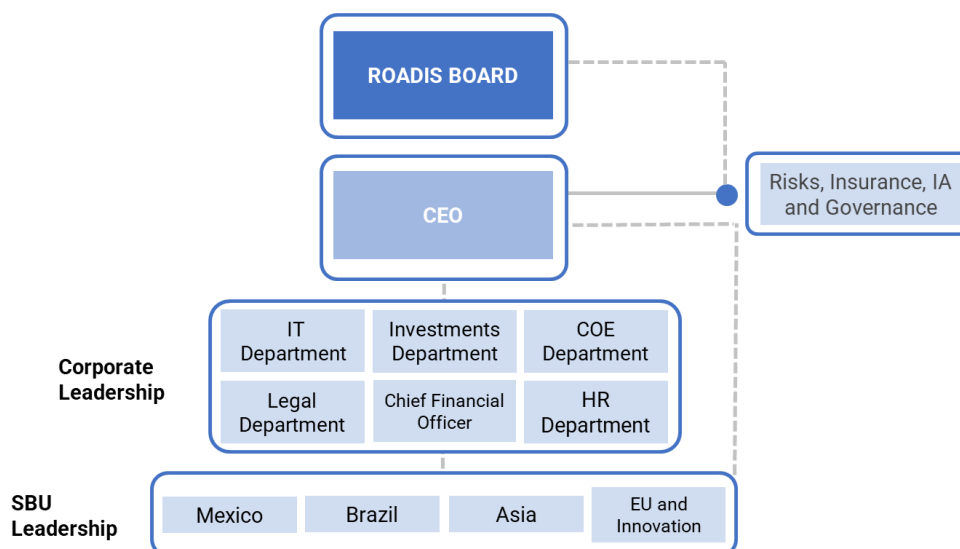 ROADIS BOARD
CEO
Risks, Insurance, IA
and Governance
Corporate
Leadership
IT
Department
Investments
Department
COE
Department
Legal
Department
Chief Financial
Officer
HR
Department
SBU
Leadership
Mexico
Brazil
Asia
EU and
Innovation